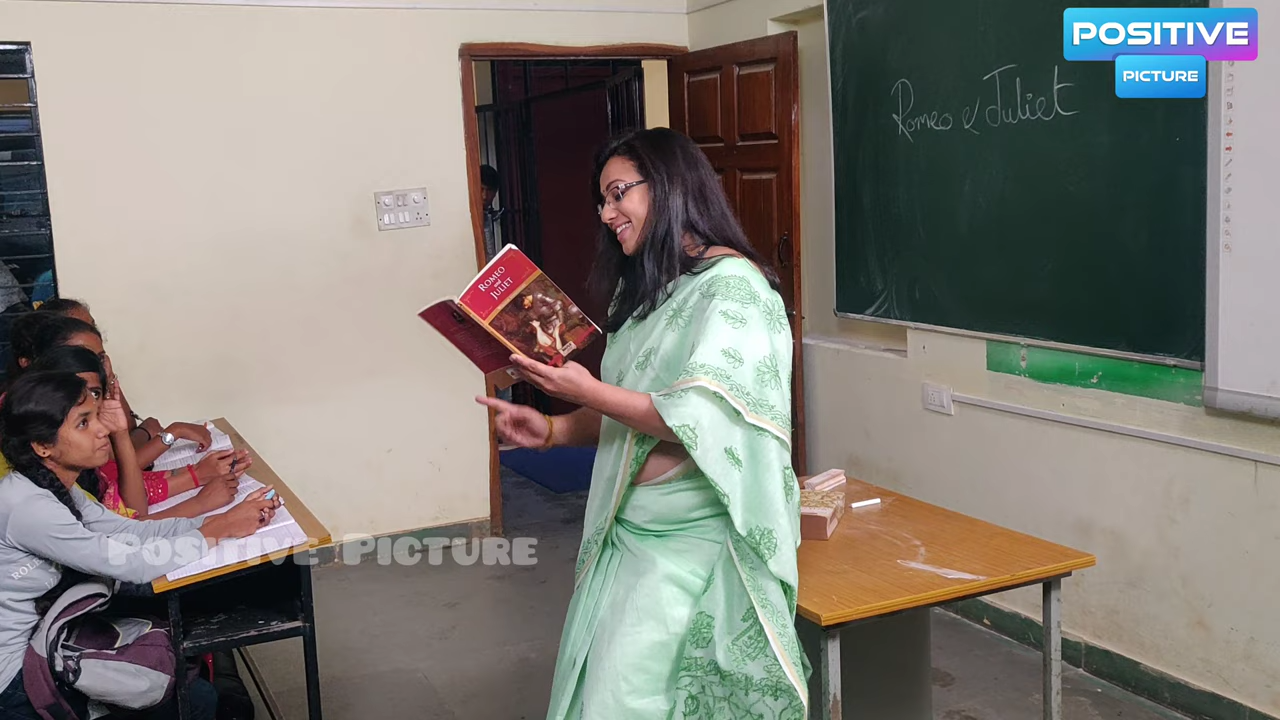 POSITIVE
PICTURE
Romeo & Juliet
ROMEO
and
JULIET
POSITIVE PICTURE